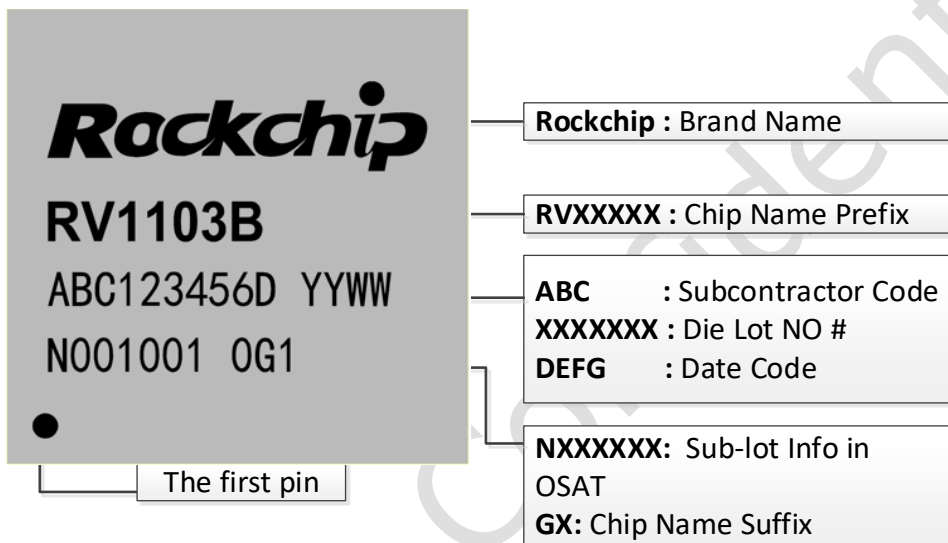 Rockchip
RV1103B
ABC123456D YYWW
N001001 0G1
The first pin
Rockchip : Brand Name
RVXXXXX : Chip Name Prefix
ABC : Subcontractor Code
XXXXXXX : Die Lot NO #
DEFG : Date Code
NXXXXXX: Sub-lot Info in
OSAT
GX: Chip Name Suffix